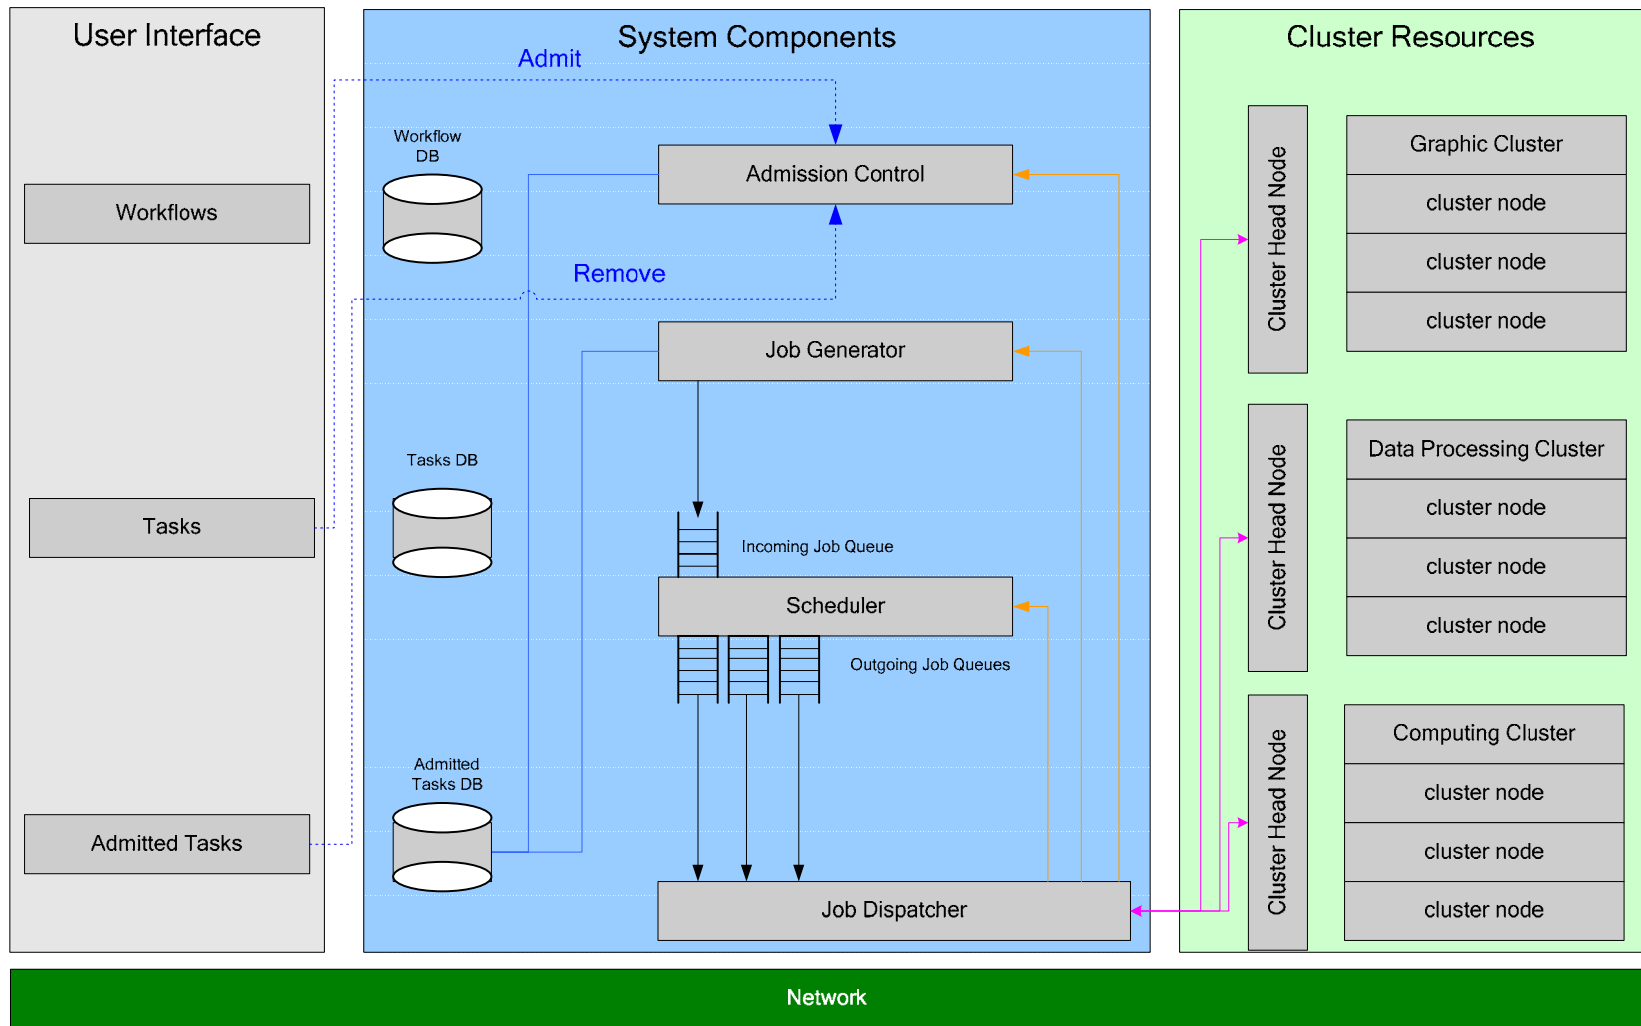 User Interface
Workflows
Tasks
Admitted Tasks
System Components
Admit
Workflow
DB
Admission Control
Remove
Job Generator
Tasks DB
Incoming Job Queue
Scheduler
Outgoing Job Queues
Admitted
Tasks DB
Job Dispatcher
Cluster Resources
Cluster Head Node
Graphic Cluster
cluster node
cluster node
cluster node
Cluster Head Node
Data Processing Cluster
cluster node
cluster node
cluster node
Cluster Head Node
Computing Cluster
cluster node
cluster node
cluster node
Network